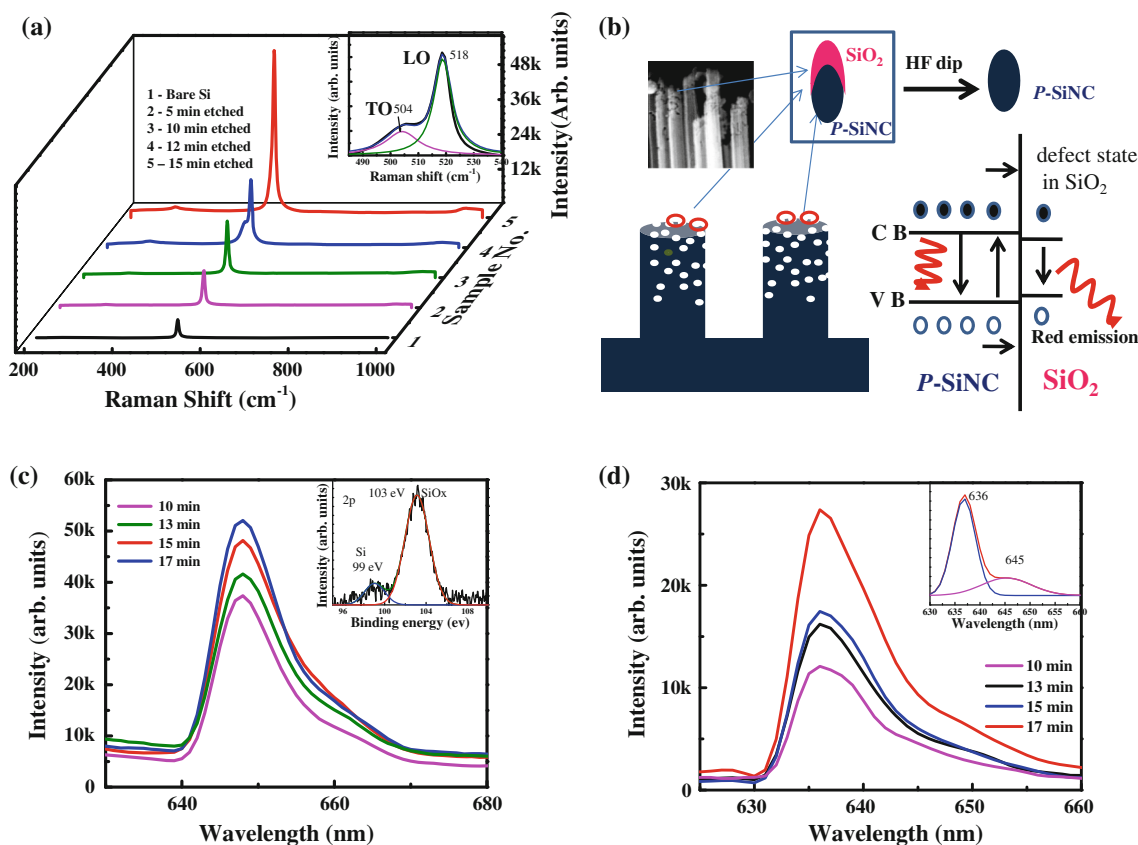 (a)
1 - Bare Si
2 - 5 min etched
3 - 10 min etched
4 - 12 min etched
5 – 15 min etched
LO
518
TO
504
Intensity (arb. units)
480 490 500 510 520 530 540
Raman shift (cm-1)
48k
36k
24k
12k
Intensity(Arb. units)
5
4
3
2
1
Sample No.
200 400 600 800 1000
Raman Shift (cm-1)
(b)
SiO2
P-SiNC
HF dip
P-SiNC
defect state
in SiO2
C B
V B
Red emission
P-SiNC
SiO2
(c)
60k
50k
40k
30k
20k
10k
0
Intensity (arb. units)
10 min
13 min
15 min
17 min
2p
103 eV
SiOx
Si
99 eV
Intensity (arb. units)
96 100 104 108
Binding energy (ev)
640 660 680
Wavelength (nm)
(d)
30k
20k
10k
0
Intensity (arb. units)
636
645
Intensity (arb. units)
630 635 640 645 650 655 660
Wavelength (nm)
10 min
13 min
15 min
17 min
630 640 650 660
Wavelength (nm)